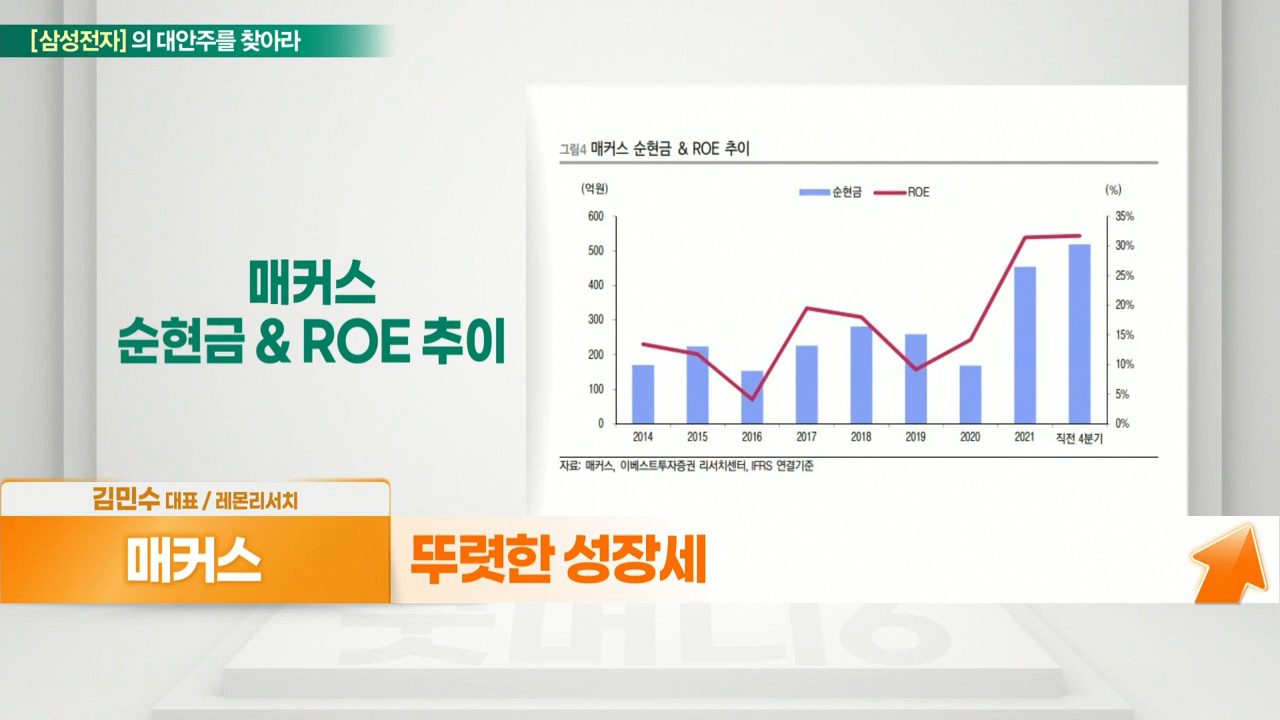 [삼성전자]의 대안주를 찾아라
그림4 매커스 순현금 & ROE 추이
(억원)
순현금
ROE
(%)
600
500
400
300
200
100
0
35%
30%
25%
20%
15%
10%
5%
0%
2014 2015 2016 2017 2018 2019 2020 2021 직전 4분기
자료: 매커스, 이베스트투자증권 리서치센터, IFRS 연결기준
매커스
순현금 & ROE 추이
김민수 대표 / 레몬리서치
매커스
뚜렷한 성장세